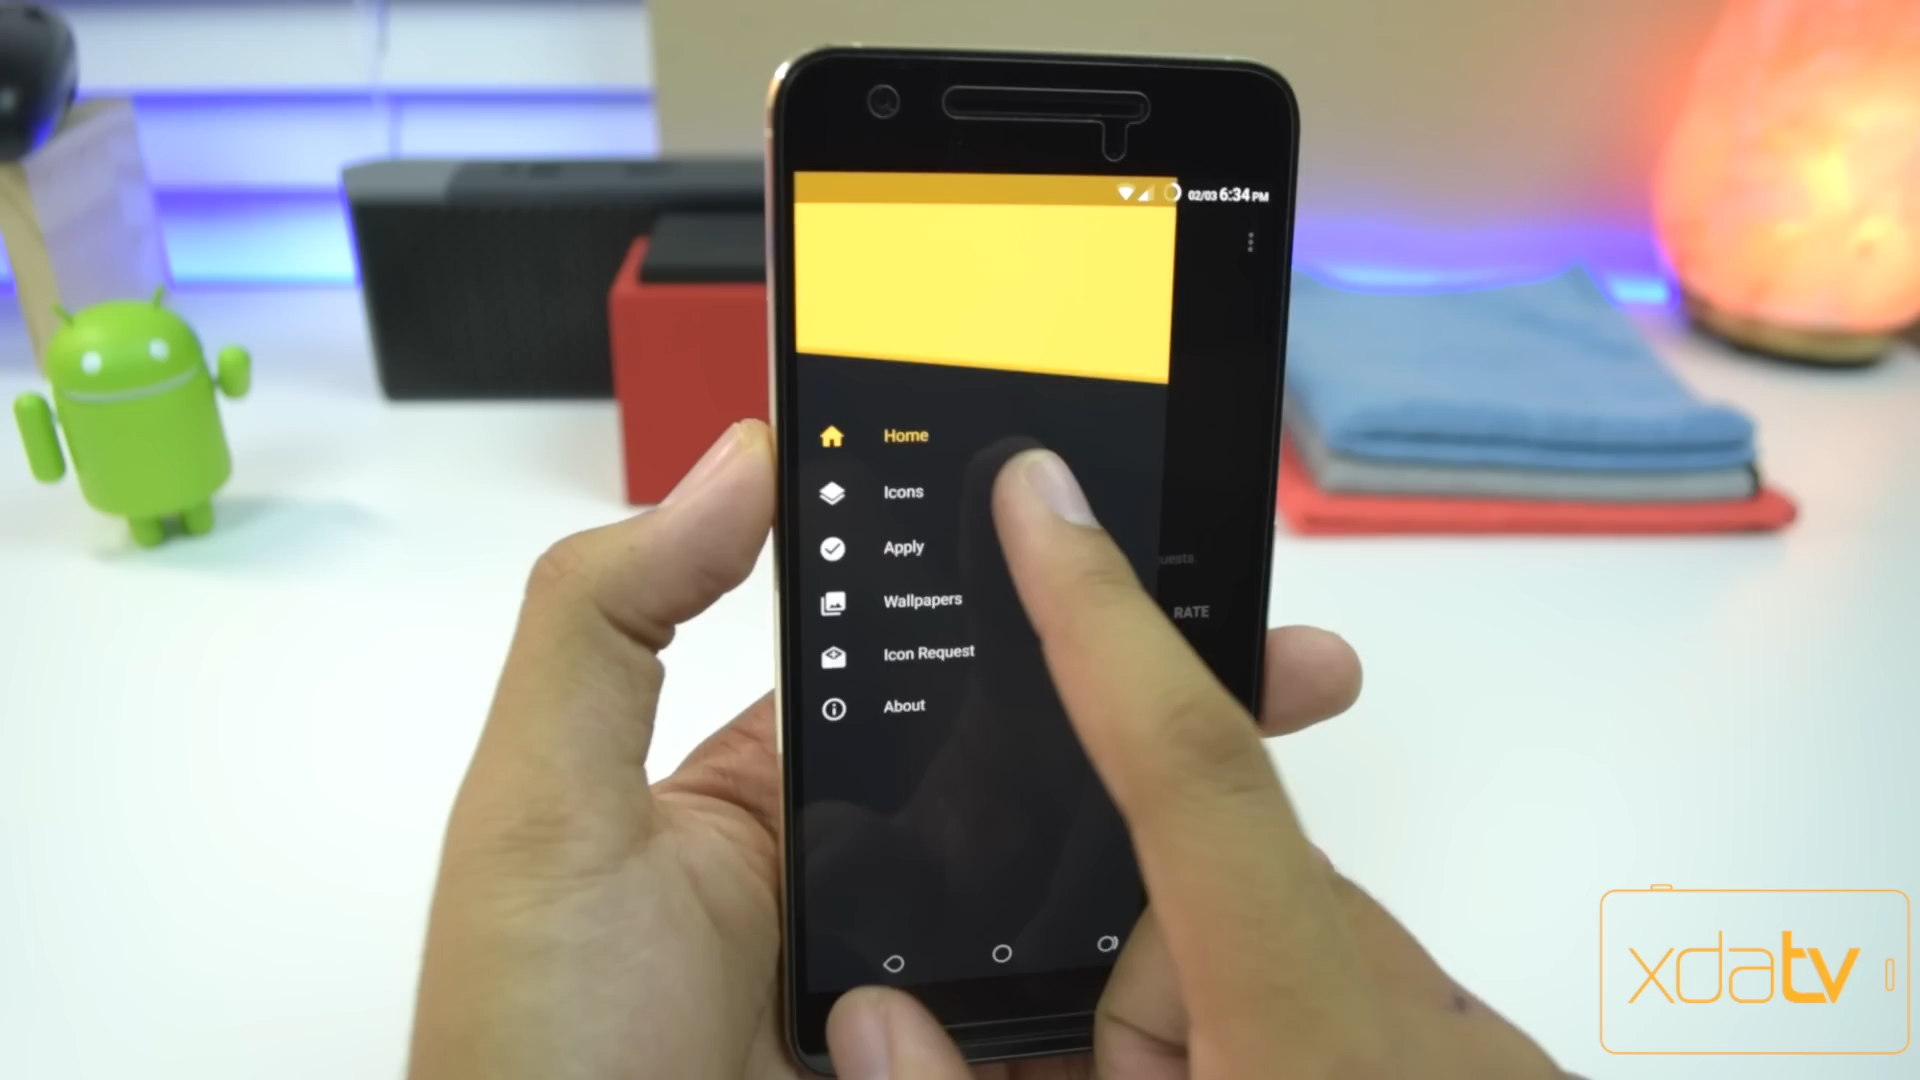 02/03 6:34 PM
Home
Icons
Apply
Wallpapers
Icon Request
About
RATE
xdatv